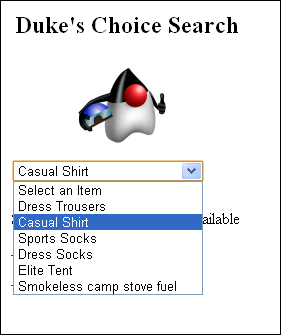 Duke's Choice Search
Casual Shirt
Select an Item
Dress Trousers
Casual Shirt
ailable
Sports Socks
Dress Socks
Elite Tent
Smokeless camp stove fuel